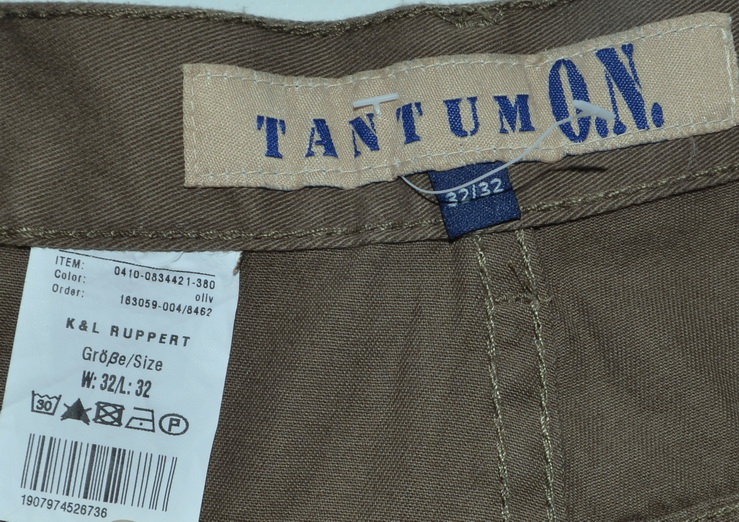 TANTUM O.N.
32/32
ITEM: 0410-0834421-380
Color: oliv
Order: 163059-004/8462
K&L RUPPERT
Größe/Size
W: 32/L: 32
30 P
1907974526736